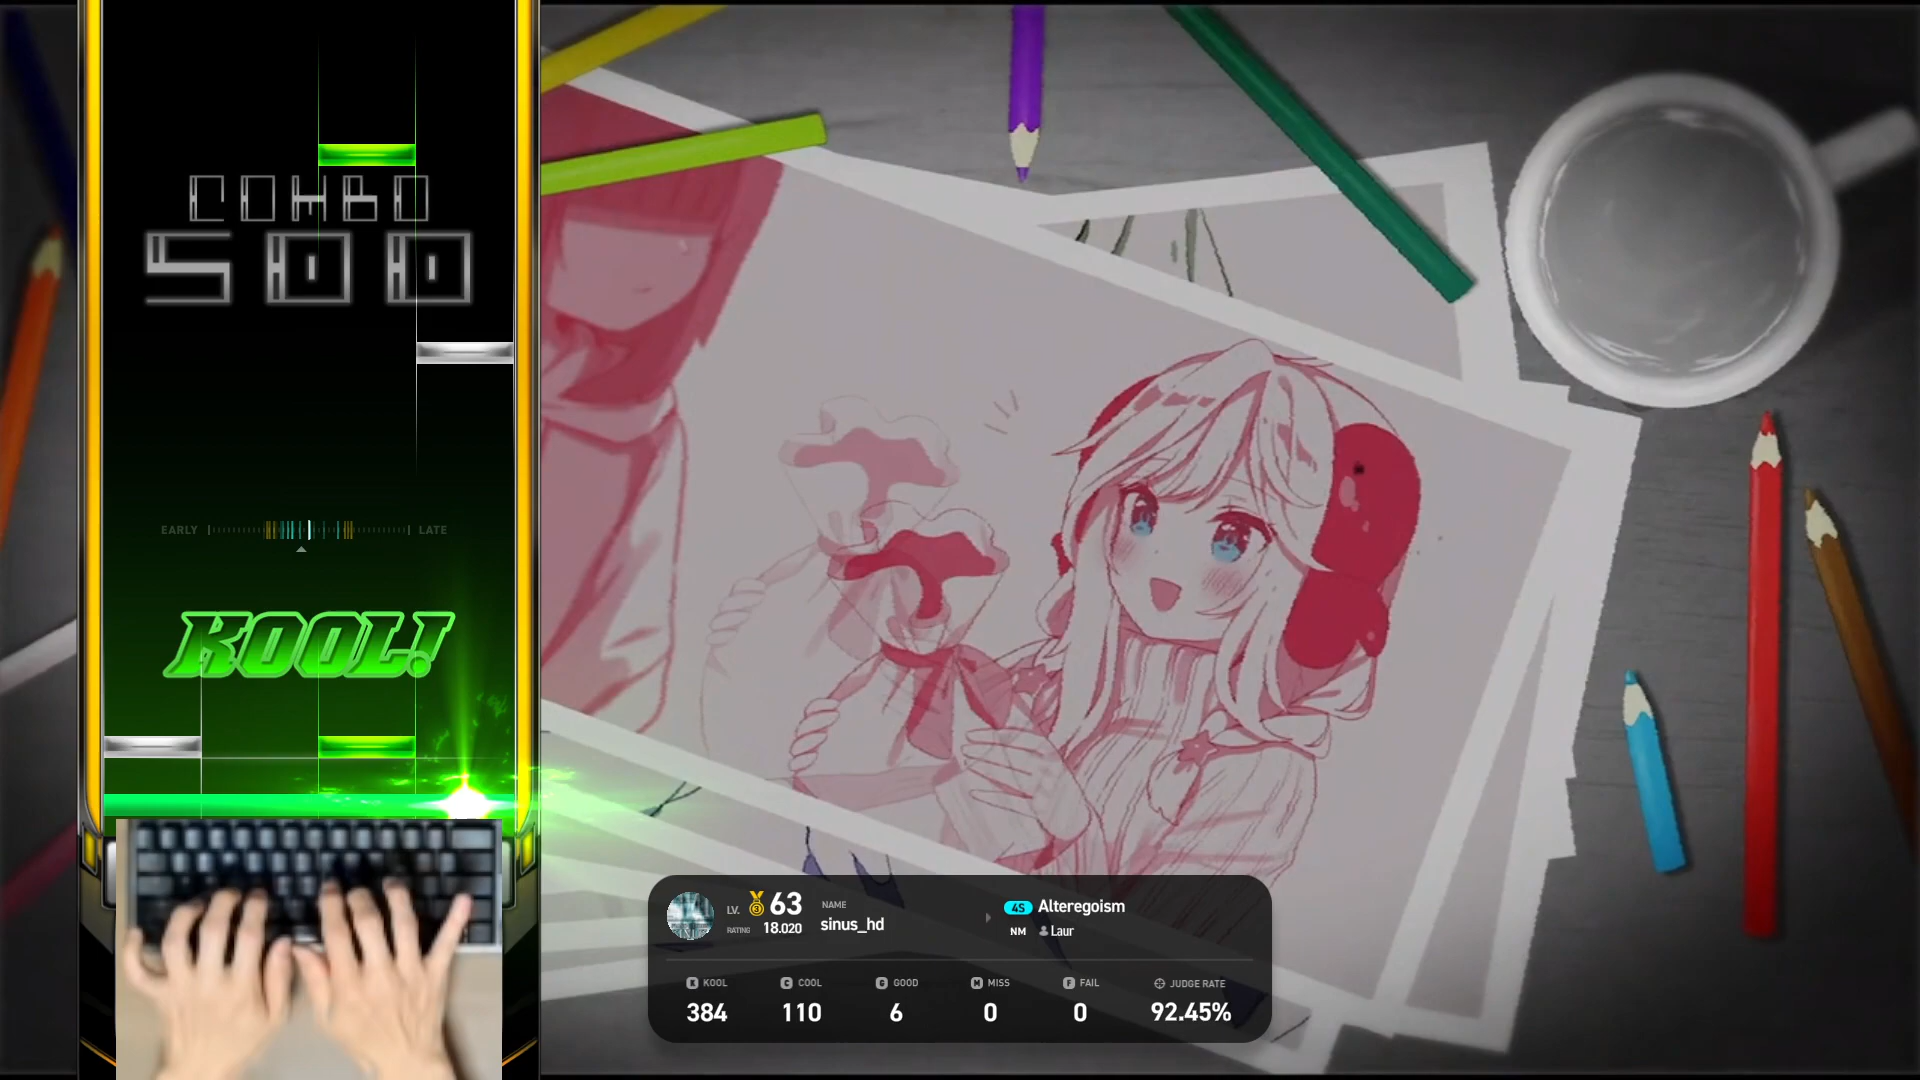 COMBO
500
EARLY
LATE
KOOL!
LV. 3 63
RATING 18.020
NAME
sinus_hd
4S Alteregoism
NM Laur
K KOOL
384
C COOL
110
G GOOD
6
M MISS
0
F FAIL
0
JUDGE RATE
92.45%